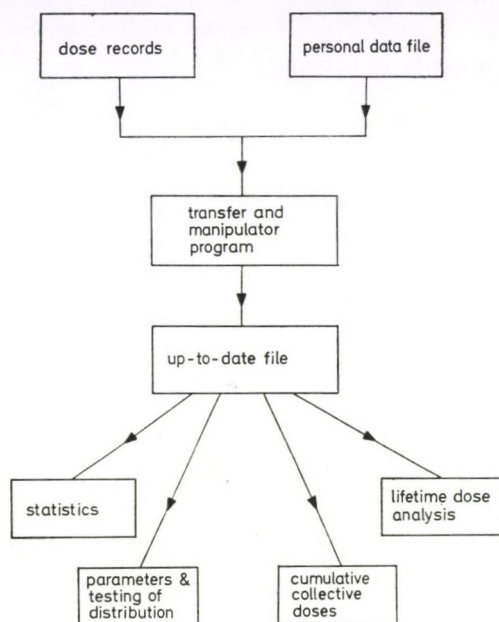 dose records
personal data file
transfer and
manipulator
program
up-to-date file
statistics
lifetime dose
analysis
parameters &
testing of
distribution
cumulative
collective
doses